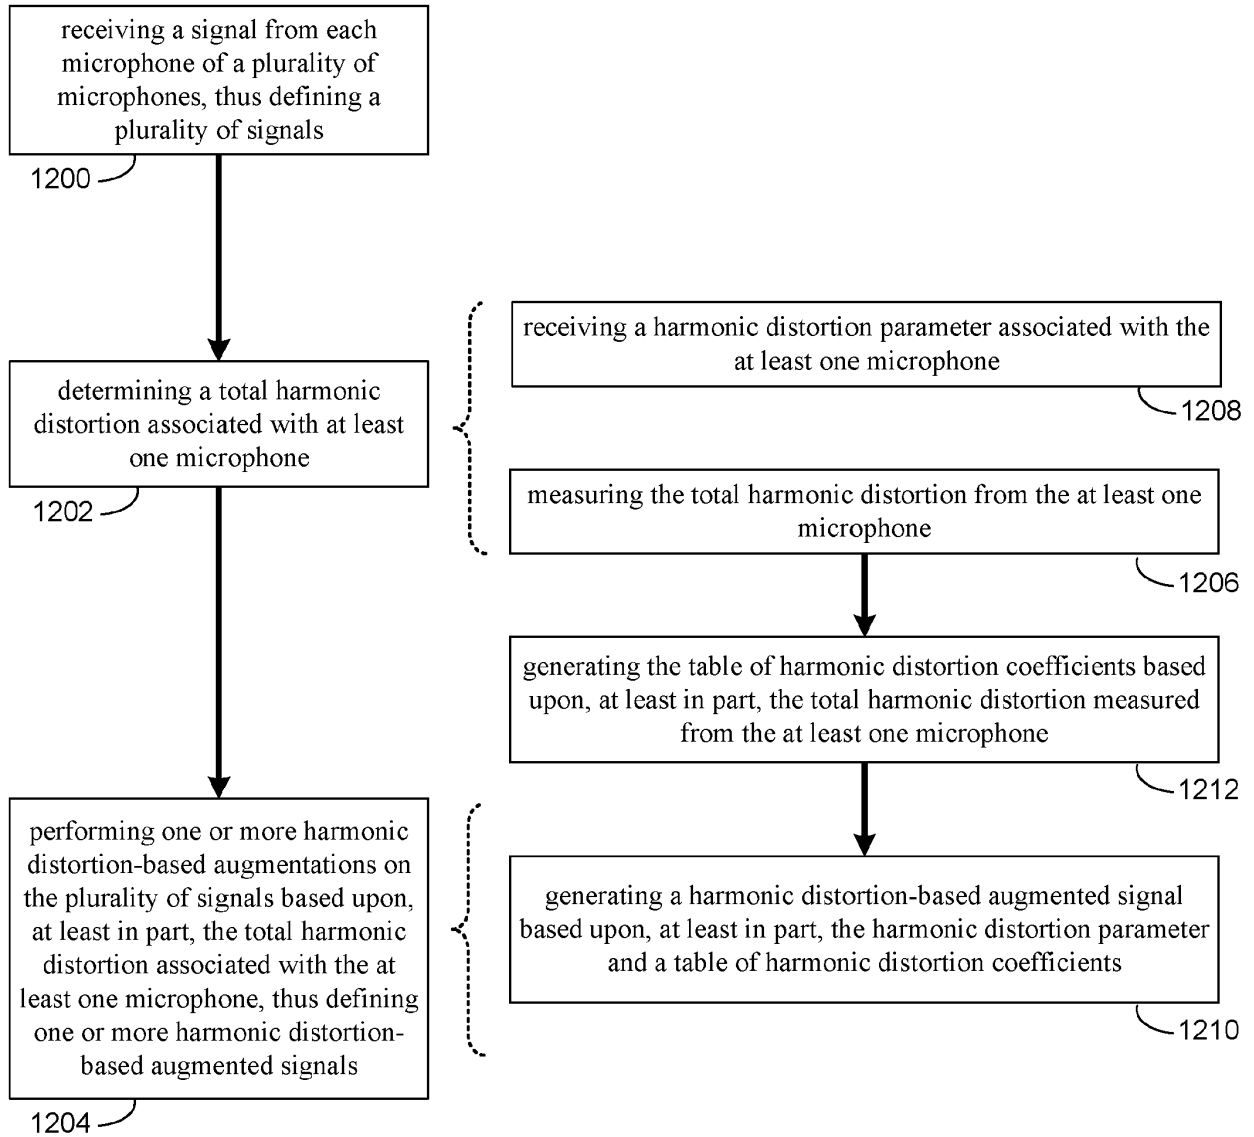 receiving a signal from each
microphone of a plurality of
microphones, thus defining a
plurality of signals
1200
determining a total harmonic
distortion associated with at least
one microphone
1202
receiving a harmonic distortion parameter associated with the
at least one microphone
1208
measuring the total harmonic distortion from the at least one
microphone
1206
generating the table of harmonic distortion coefficients based
upon, at least in part, the total harmonic distortion measured
from the at least one microphone
1212
performing one or more harmonic
distortion-based augmentations on
the plurality of signals based upon,
at least in part, the total harmonic
distortion associated with the at
least one microphone, thus defining
one or more harmonic distortion-
based augmented signals
1204
generating a harmonic distortion-based augmented signal
based upon, at least in part, the harmonic distortion parameter
and a table of harmonic distortion coefficients
1210